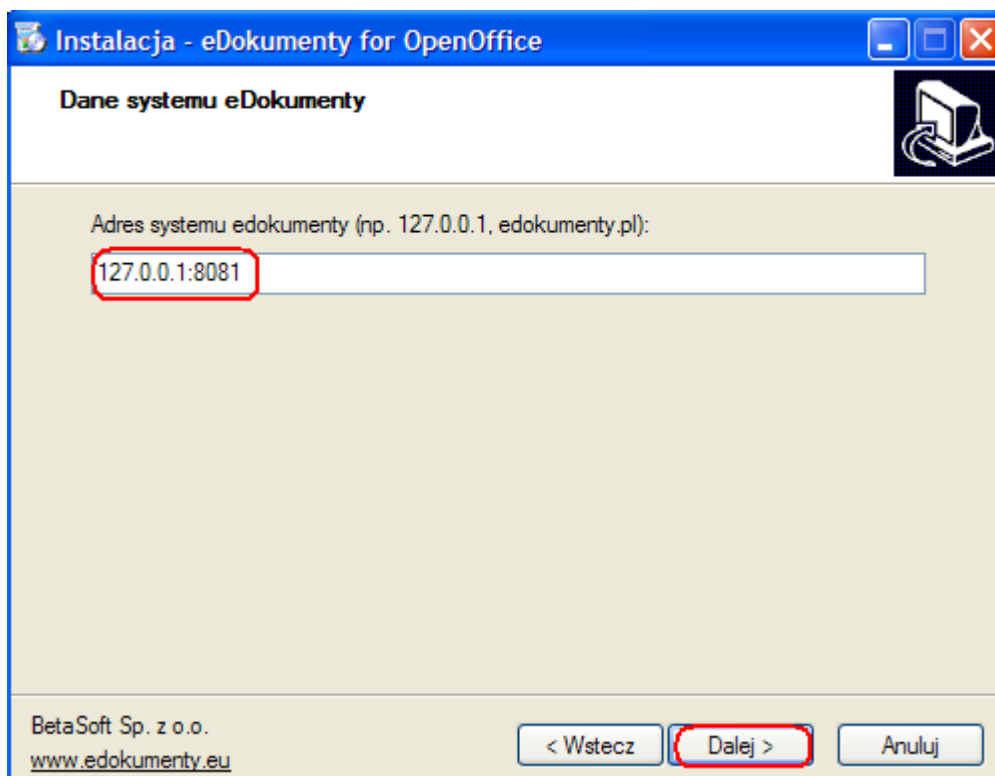 Instalacja - eDokumenty for OpenOffice
Dane systemu eDokumenty
Adres systemu edokumenty (np. 127.0.0.1, edokumenty.pl):
127.0.0.1:8081
BetaSoft Sp. z o.o.
www.edokumenty.eu
< Wstecz
Dalej >
Anuluj